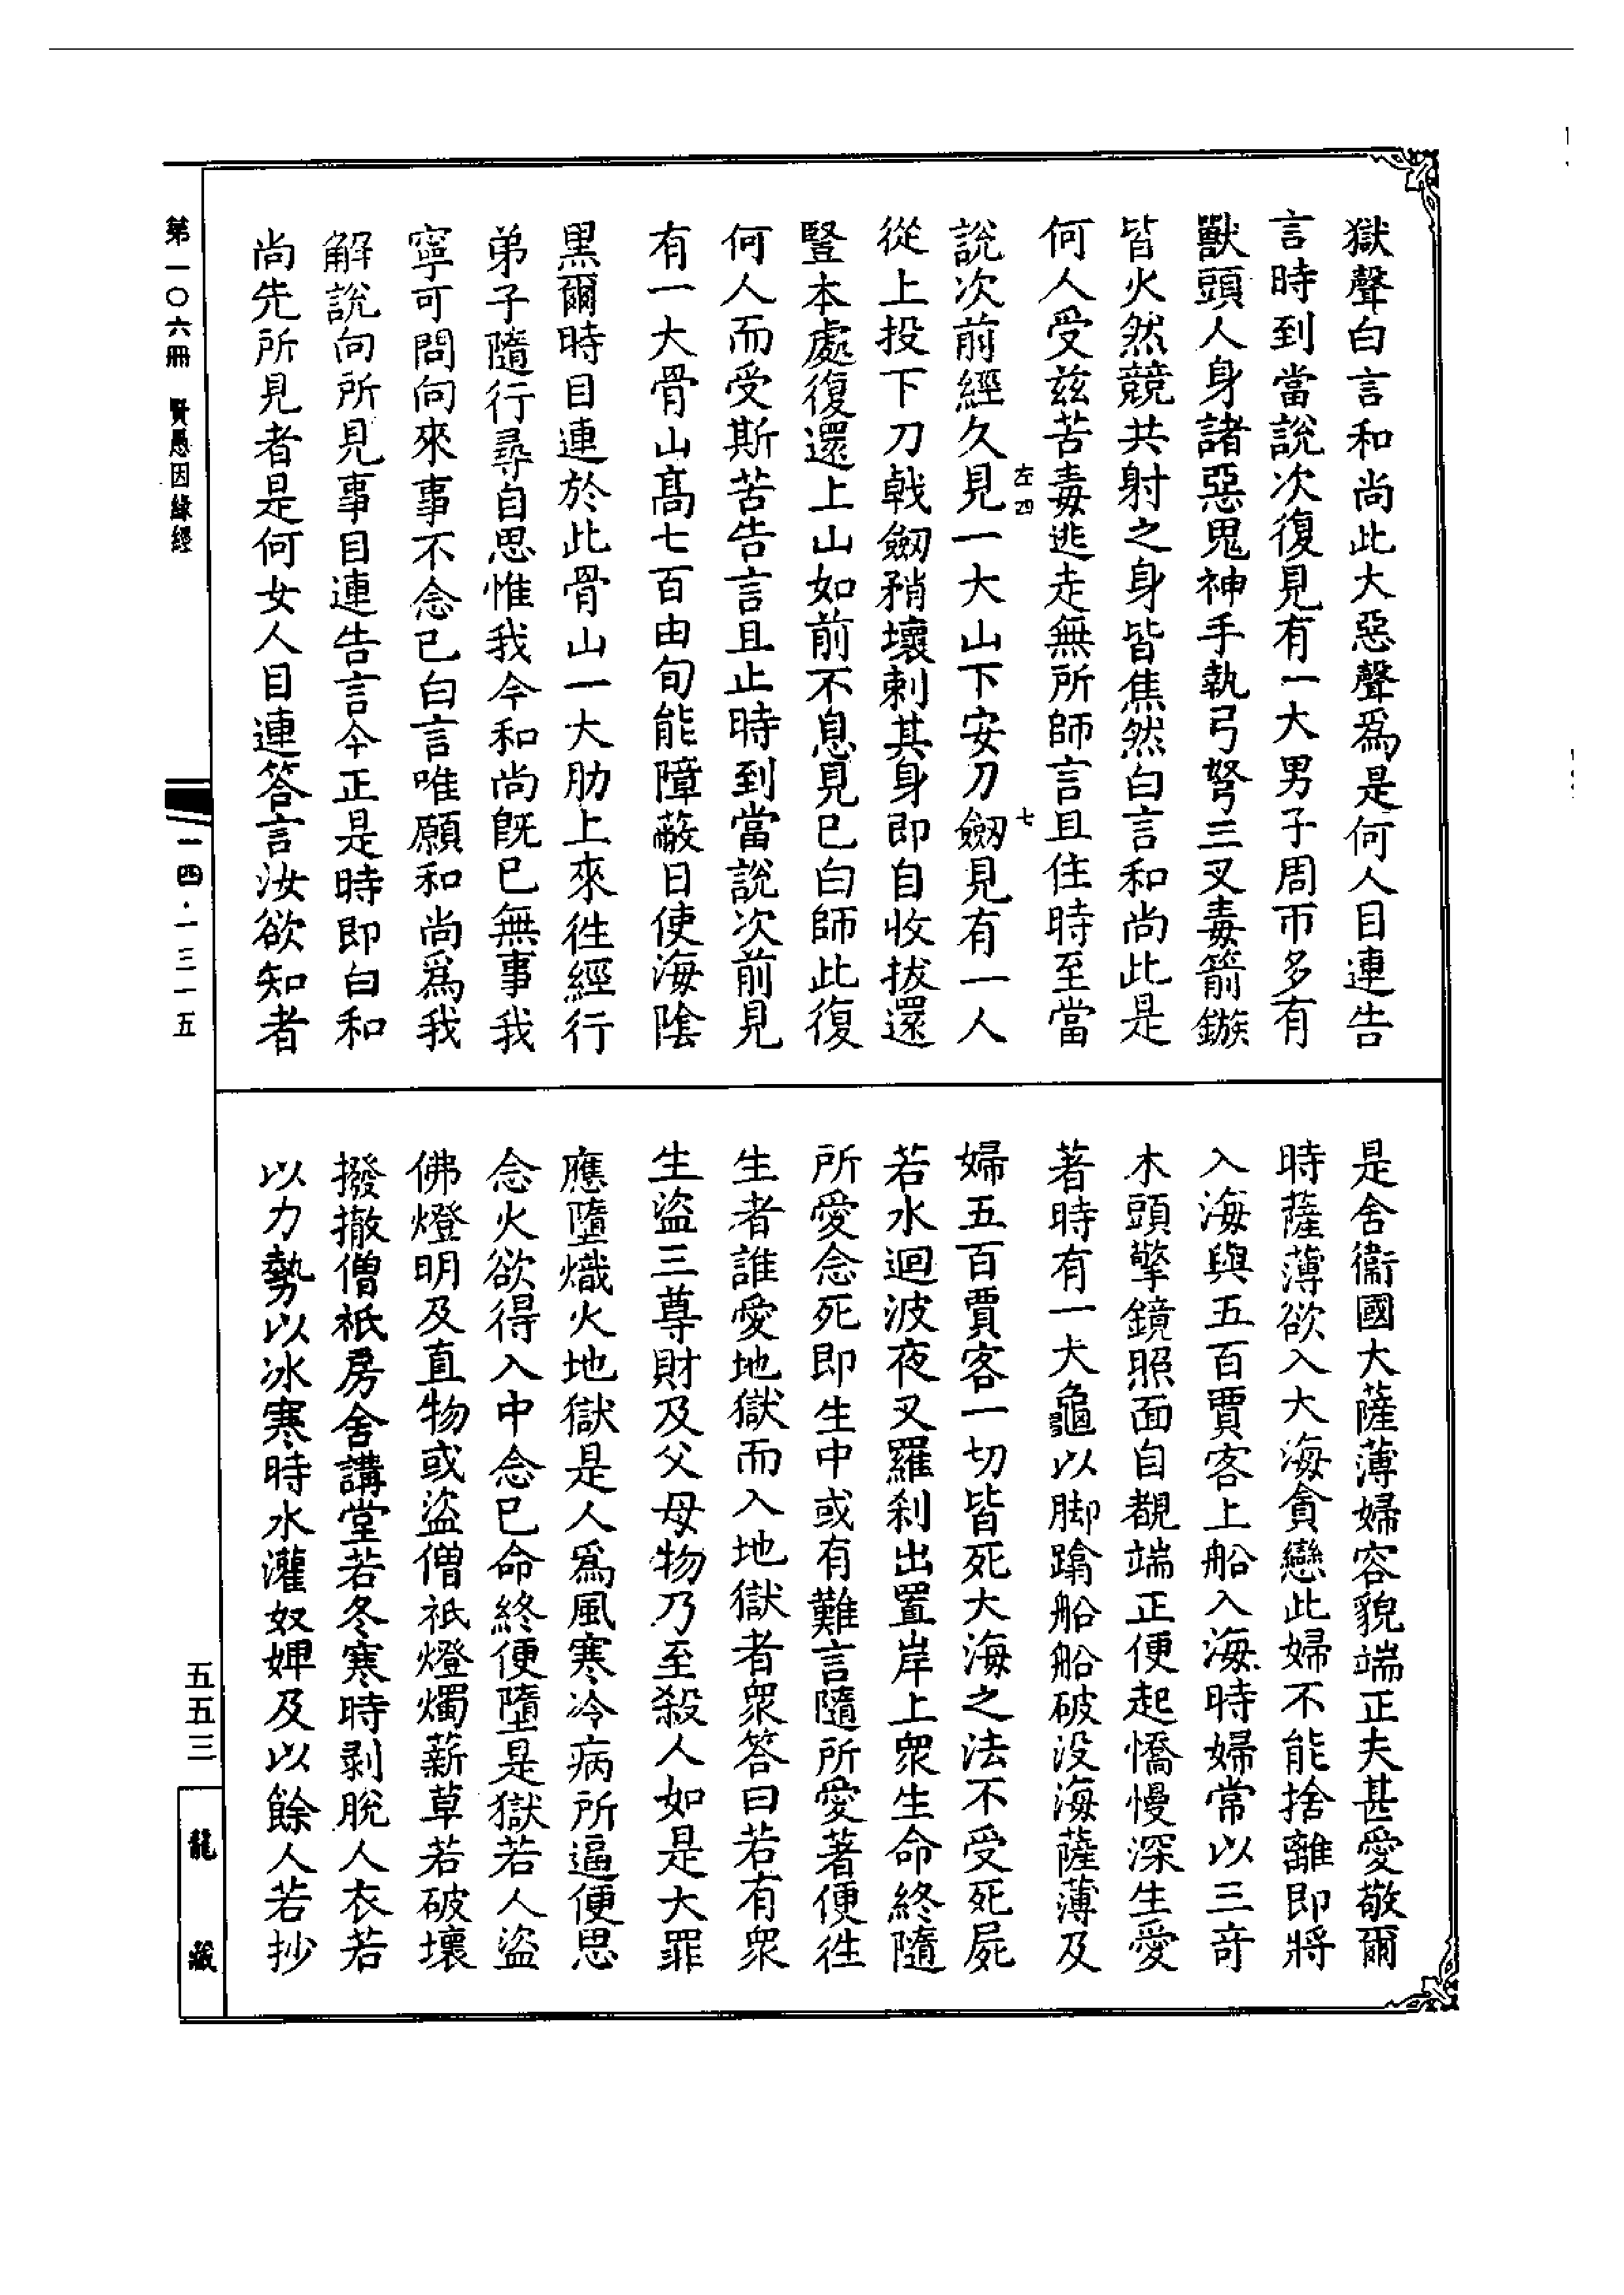 獄聲白言和尚此大惡聲爲是何人目連告
言時到當說次復見有一大男子周帀多有
獸頭人身諸惡鬼神手執弓弩三叉毒箭鏃
皆火然競共射之身皆焦然白言和尚此是
何人受兹苦毒逃走無所師言且住時至當
說次前經久見一大山下安刀劒見有一人
從上投下刀戟劒矟壞刺其身即自收拔還
豎本處復還上山如前不息見已白師此復
何人而受斯苦告言且止時到當說次前見
有一大骨山高七百由旬能障蔽日使海陰
黑爾時目連於此骨山一大肋上來往經行
弟子隨行尋自思惟我今和尚旣已無事我
寧可問向來事不念已白言唯願和尚爲我
解說向所見事目連告言今正是時即白和
尚先所見者是何女人目連答言汝欲知者
左四
七
是舍衞國大薩薄婦容貌端正夫甚愛敬爾
時薩薄欲入大海貪戀此婦不能捨離即將
入海與五百賈客上船入海時婦常以三竒
木頭擎鏡照面自覩端正便起憍慢深生愛
著時有一大龜以脚蹹船船破没海薩薄及
婦五百賈客一切皆死大海之法不受死屍
若水迴波夜叉羅刹出置岸上衆生命終隨
所愛念死即生中或有難言隨所愛著便往
生者誰愛地獄而入地獄者衆答曰若有衆
生盜三尊財及父母物乃至殺人如是大罪
應墮熾火地獄是人爲風寒冷病所逼便思
念火欲得入中念已命終便墮是獄若人盜
佛燈明及直物或盜僧祇燈燭薪草若破壞
撥撤僧祇房舍講堂若冬寒時剥脫人衣若
以力勢以冰寒時水灌奴婢及以餘人若抄
第一〇六冊 賢愚因緣經
一四·一三一五
五五三
龍藏